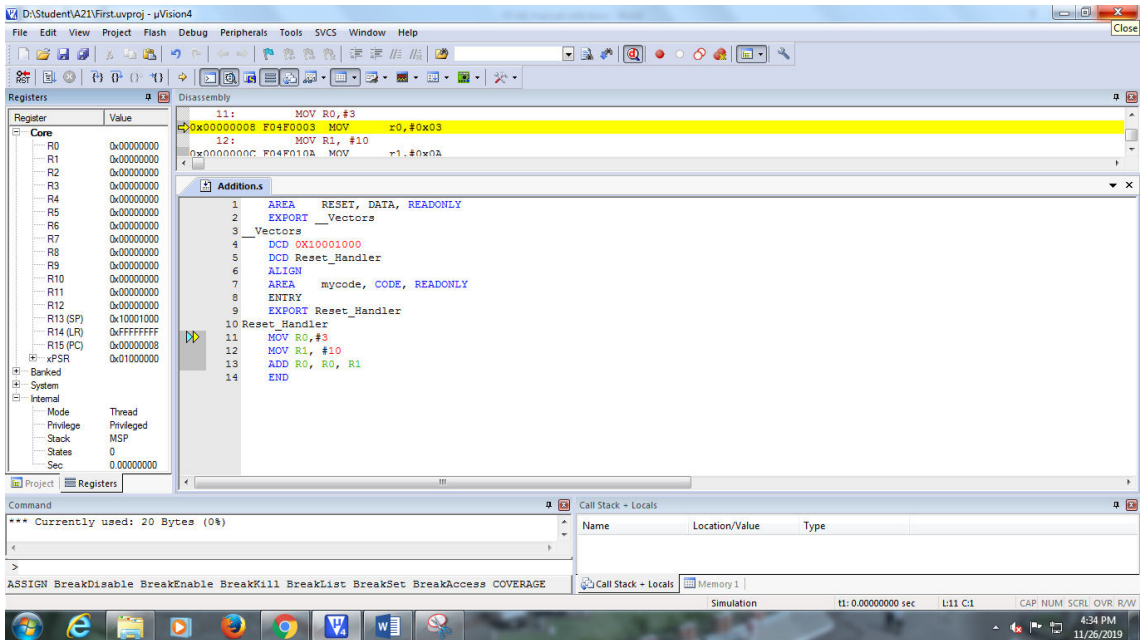 D:\Student\A21\First.uvproj - µVision4
Close
File Edit View Project Flash Debug Peripherals Tools SVCS Window Help
RST
Registers
Register Value
Core
R0 0x00000000
R1 0x00000000
R2 0x00000000
R3 0x00000000
R4 0x00000000
R5 0x00000000
R6 0x00000000
R7 0x00000000
R8 0x00000000
R9 0x00000000
R10 0x00000000
R11 0x00000000
R12 0x00000000
R13 (SP) 0x10001000
R14 (LR) 0xFFFFFFFF
R15 (PC) 0x00000008
xPSR 0x01000000
Banked
System
Internal
Mode Thread
Privilege Privileged
Stack MSP
States 0
Sec 0.00000000
Project Registers
Disassembly
11: MOV R0,#3
0x00000008 F04F0003 MOV r0,#0x03
12: MOV R1, #10
0x0000000C F04F010A MOV r1,#0x0A
Addition.s
1 AREA RESET, DATA, READONLY
2 EXPORT __Vectors
3 __Vectors
4 DCD 0X10001000
5 DCD Reset_Handler
6 ALIGN
7 AREA mycode, CODE, READONLY
8 ENTRY
9 EXPORT Reset_Handler
10 Reset_Handler
11 MOV R0,#3
12 MOV R1, #10
13 ADD R0, R0, R1
14 END
Command
*** Currently used: 20 Bytes (0%)
>
ASSIGN BreakDisable BreakEnable BreakKill BreakList BreakSet BreakAccess COVERAGE
Call Stack + Locals
Name Location/Value Type
Call Stack + Locals Memory 1
Simulation t1: 0.00000000 sec L:11 C:1 CAP NUM SCRL OVR R/W
4:34 PM
11/26/2019